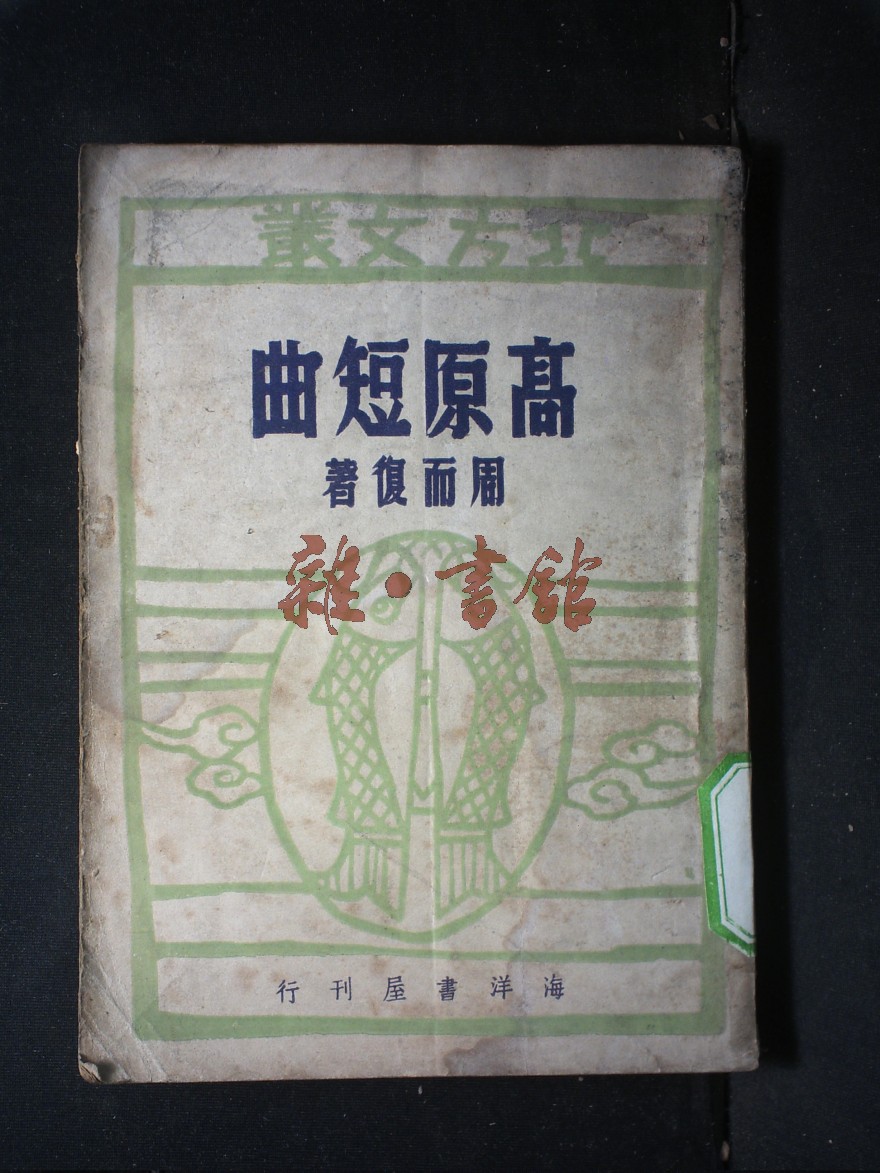 北方文叢
高原短曲
周而復著
雜·書館
海洋書屋刊行